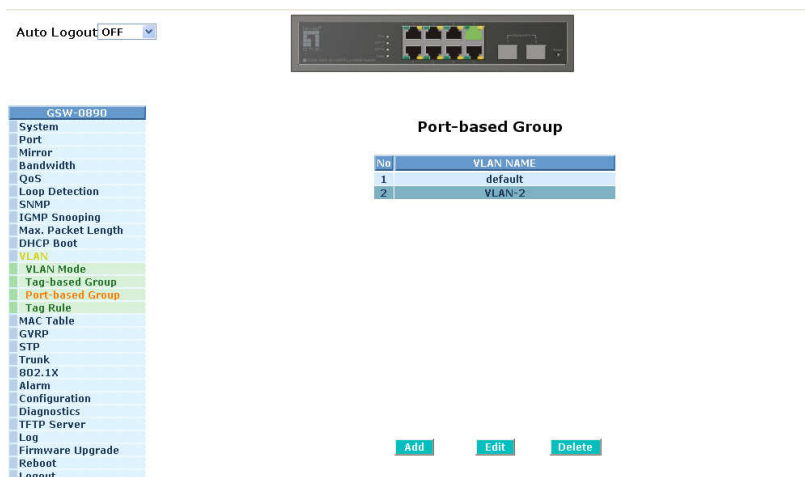 Auto Logout OFF
GSW-0890
System
Port
Mirror
Bandwidth
QoS
Loop Detection
SNMP
IGMP Snooping
Max. Packet Length
DHCP Boot
VLAN
VLAN Mode
Tag-based Group
Port-based Group
Tag Rule
MAC Table
GVRP
STP
Trunk
802.1X
Alarm
Configuration
Diagnostics
TFTP Server
Log
Firmware Upgrade
Reboot
Logout
Port-based Group
No VLAN NAME
1 default
2 VLAN-2
Add Edit Delete